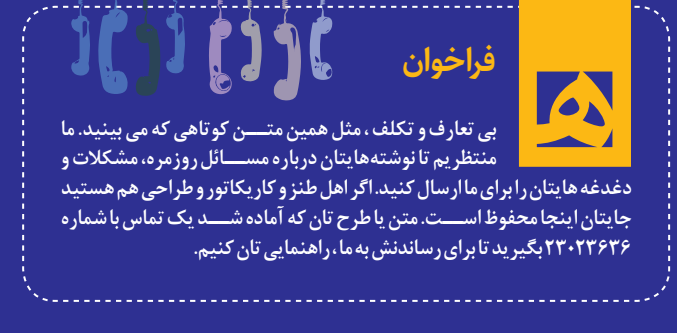 فراخوان
ه
بی تعارف و تکلف ، مثل همین متن کوتاهی که می بینید. ما
منتظریم تا نوشته‌هایتان درباره مسائل روزمره، مشکلات و
دغدغه هایتان را برای ما ارسال کنید. اگر اهل طنز و کاریکاتور و طراحی هم هستید
جایتان اینجا محفوظ است. متن یا طرح تان که آماده شد یک تماس با شماره
۲۳۰۲۳۶۳۶ بگیرید تا برای رساندنش به ما ، راهنمایی تان کنیم.